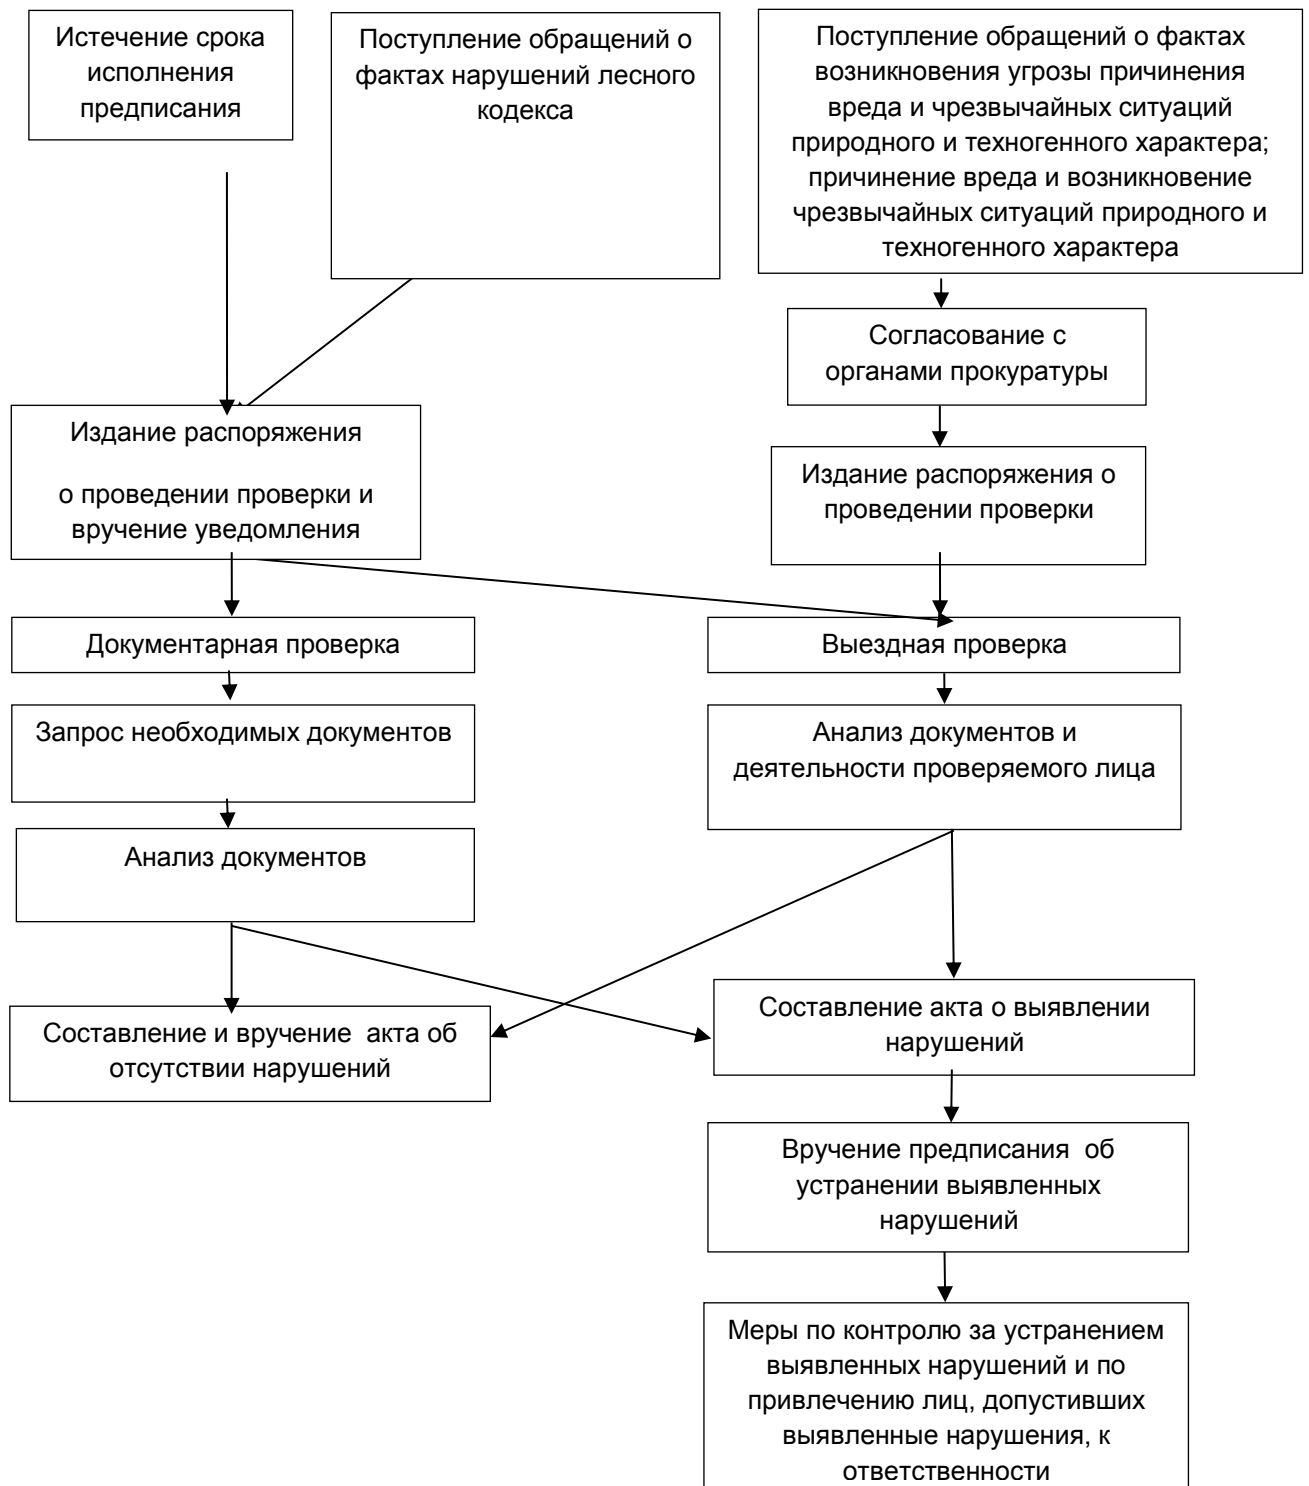 Истечение срока
исполнения
предписания
Поступление обращений о
фактах нарушений лесного
кодекса
Поступление обращений о фактах
возникновения угрозы причинения
вреда и чрезвычайных ситуаций
природного и техногенного характера;
причинение вреда и возникновение
чрезвычайных ситуаций природного и
техногенного характера
Согласование с
органами прокуратуры
Издание распоряжения
о проведении проверки и
вручение уведомления
Издание распоряжения о
проведении проверки
Документарная проверка
Выездная проверка
Запрос необходимых документов
Анализ документов и
деятельности проверяемого лица
Анализ документов
Составление и вручение  акта об
отсутствии нарушений
Составление акта о выявлении
нарушений
Вручение предписания  об
устранении выявленных
нарушений
Меры по контролю за устранением
выявленных нарушений и по
привлечению лиц, допустивших
выявленные нарушения, к
ответственности